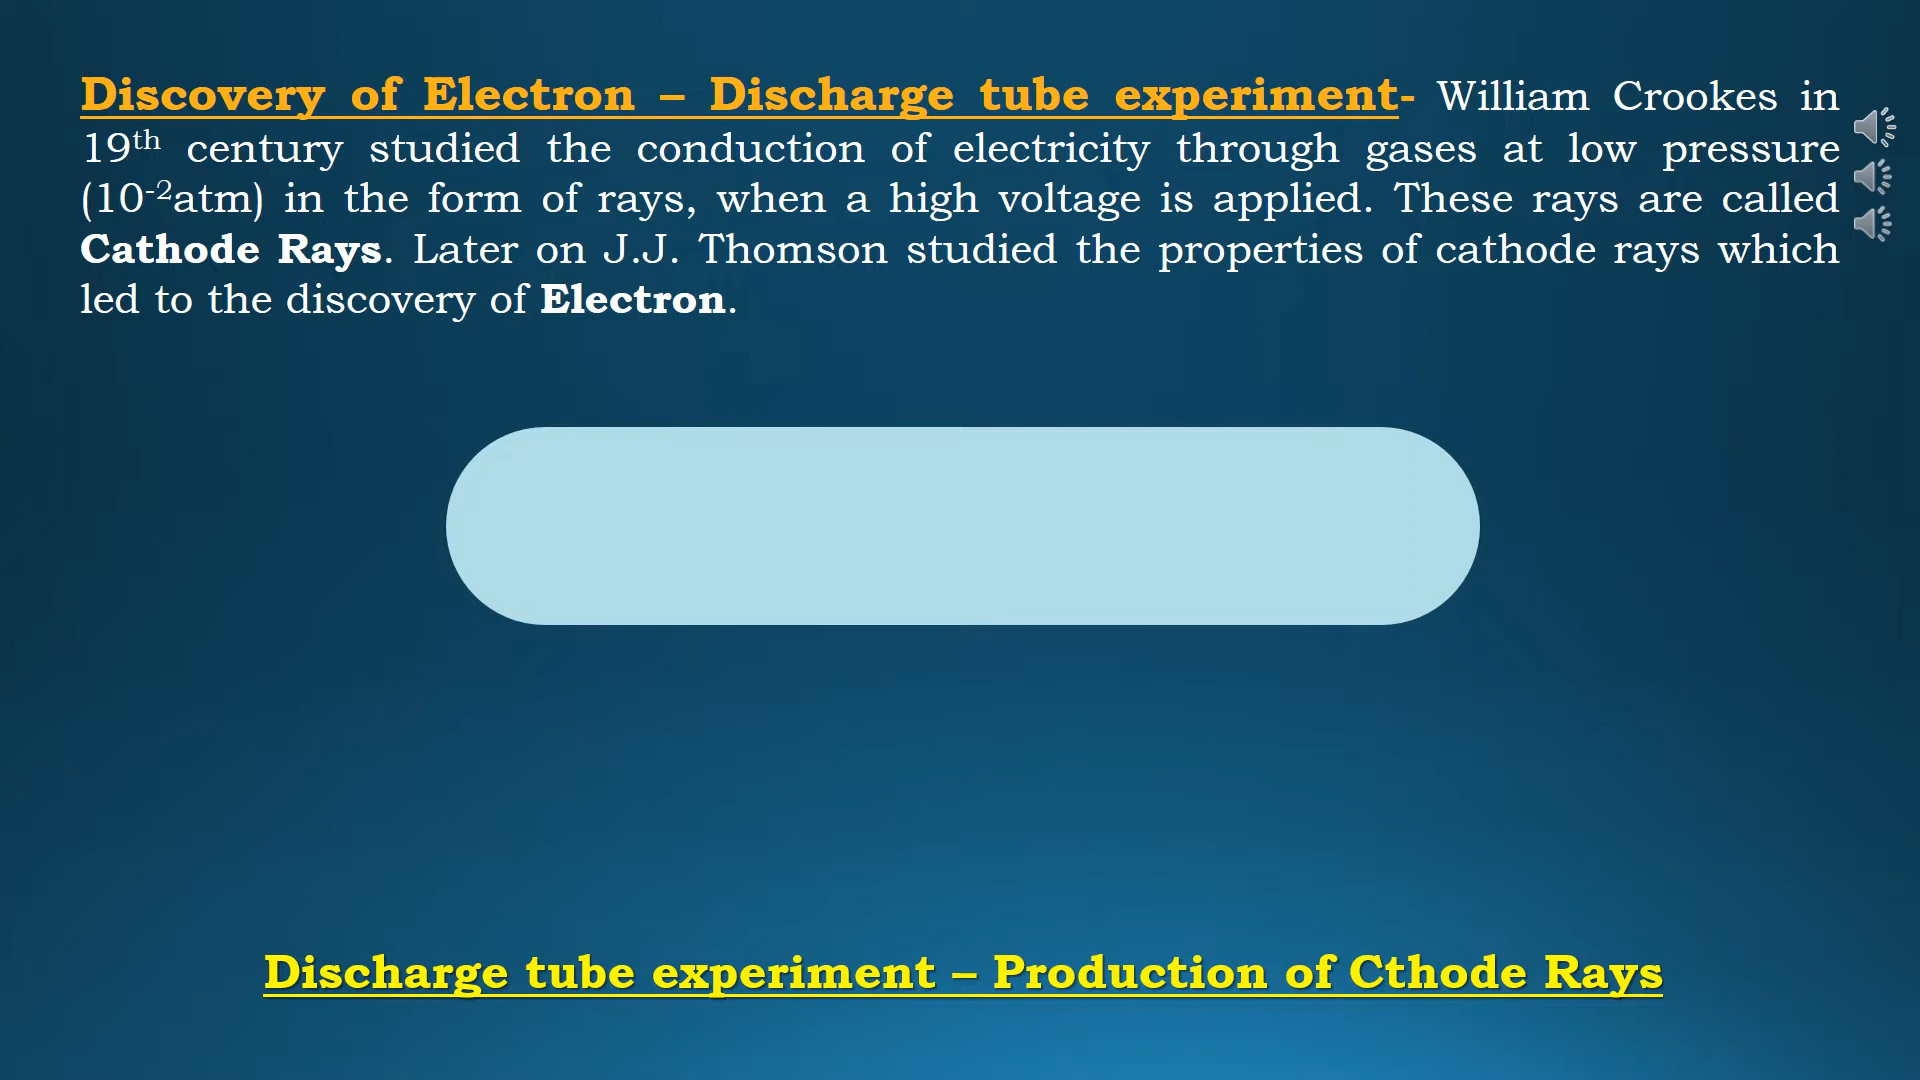 Discovery of Electron – Discharge tube experiment- William Crookes in
19th century studied the conduction of electricity through gases at low pressure
(10-2atm) in the form of rays, when a high voltage is applied. These rays are called
Cathode Rays. Later on J.J. Thomson studied the properties of cathode rays which
led to the discovery of Electron.
Discharge tube experiment – Production of Cthode Rays